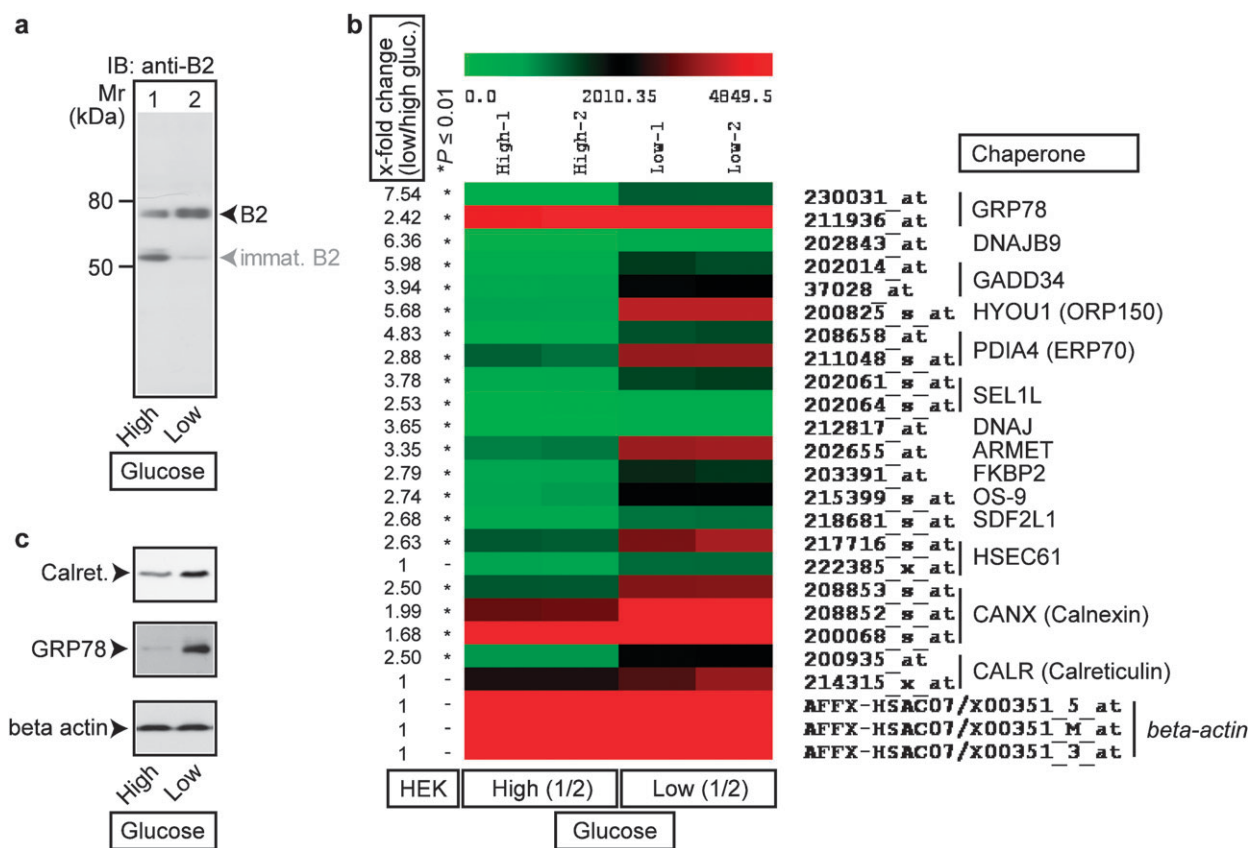 a
IB: anti-B2
Mr
(kDa)
1 2
80
50
B2
immat. B2
High Low
Glucose
b
x-fold change
(low/high gluc.)
*P ≤ 0.01
0.0 2010.35 4849.5
High-1 High-2 Low-1 Low-2
Chaperone
7.54 * 230031_at
GRP78
2.42 * 211936_at
6.36 * 202843_at DNAJB9
5.98 * 202014_at
GADD34
3.94 * 37028_at
5.68 * 200825_s_at HYOU1 (ORP150)
4.83 * 208658_at
PDIA4 (ERP70)
2.88 * 211048_s_at
3.78 * 202061_s_at
SEL1L
2.53 * 202064_s_at
3.65 * 212817_at DNAJ
3.35 * 202655_at ARMET
2.79 * 203391_at FKBP2
2.74 * 215399_s_at OS-9
2.68 * 218681_s_at SDF2L1
2.63 * 217716_s_at
HSEC61
1 - 222385_x_at
2.50 * 208853_s_at
1.99 * 208852_s_at CANX (Calnexin)
1.68 * 200068_s_at
2.50 * 200935_at
CALR (Calreticulin)
1 - 214315_x_at
1 - AFFX-HSAC07/X00351_5_at
1 - AFFX-HSAC07/X00351_M_at beta-actin
1 - AFFX-HSAC07/X00351_3_at
HEK High (1/2) Low (1/2)
Glucose
c
Calret.
GRP78
beta actin
High Low
Glucose